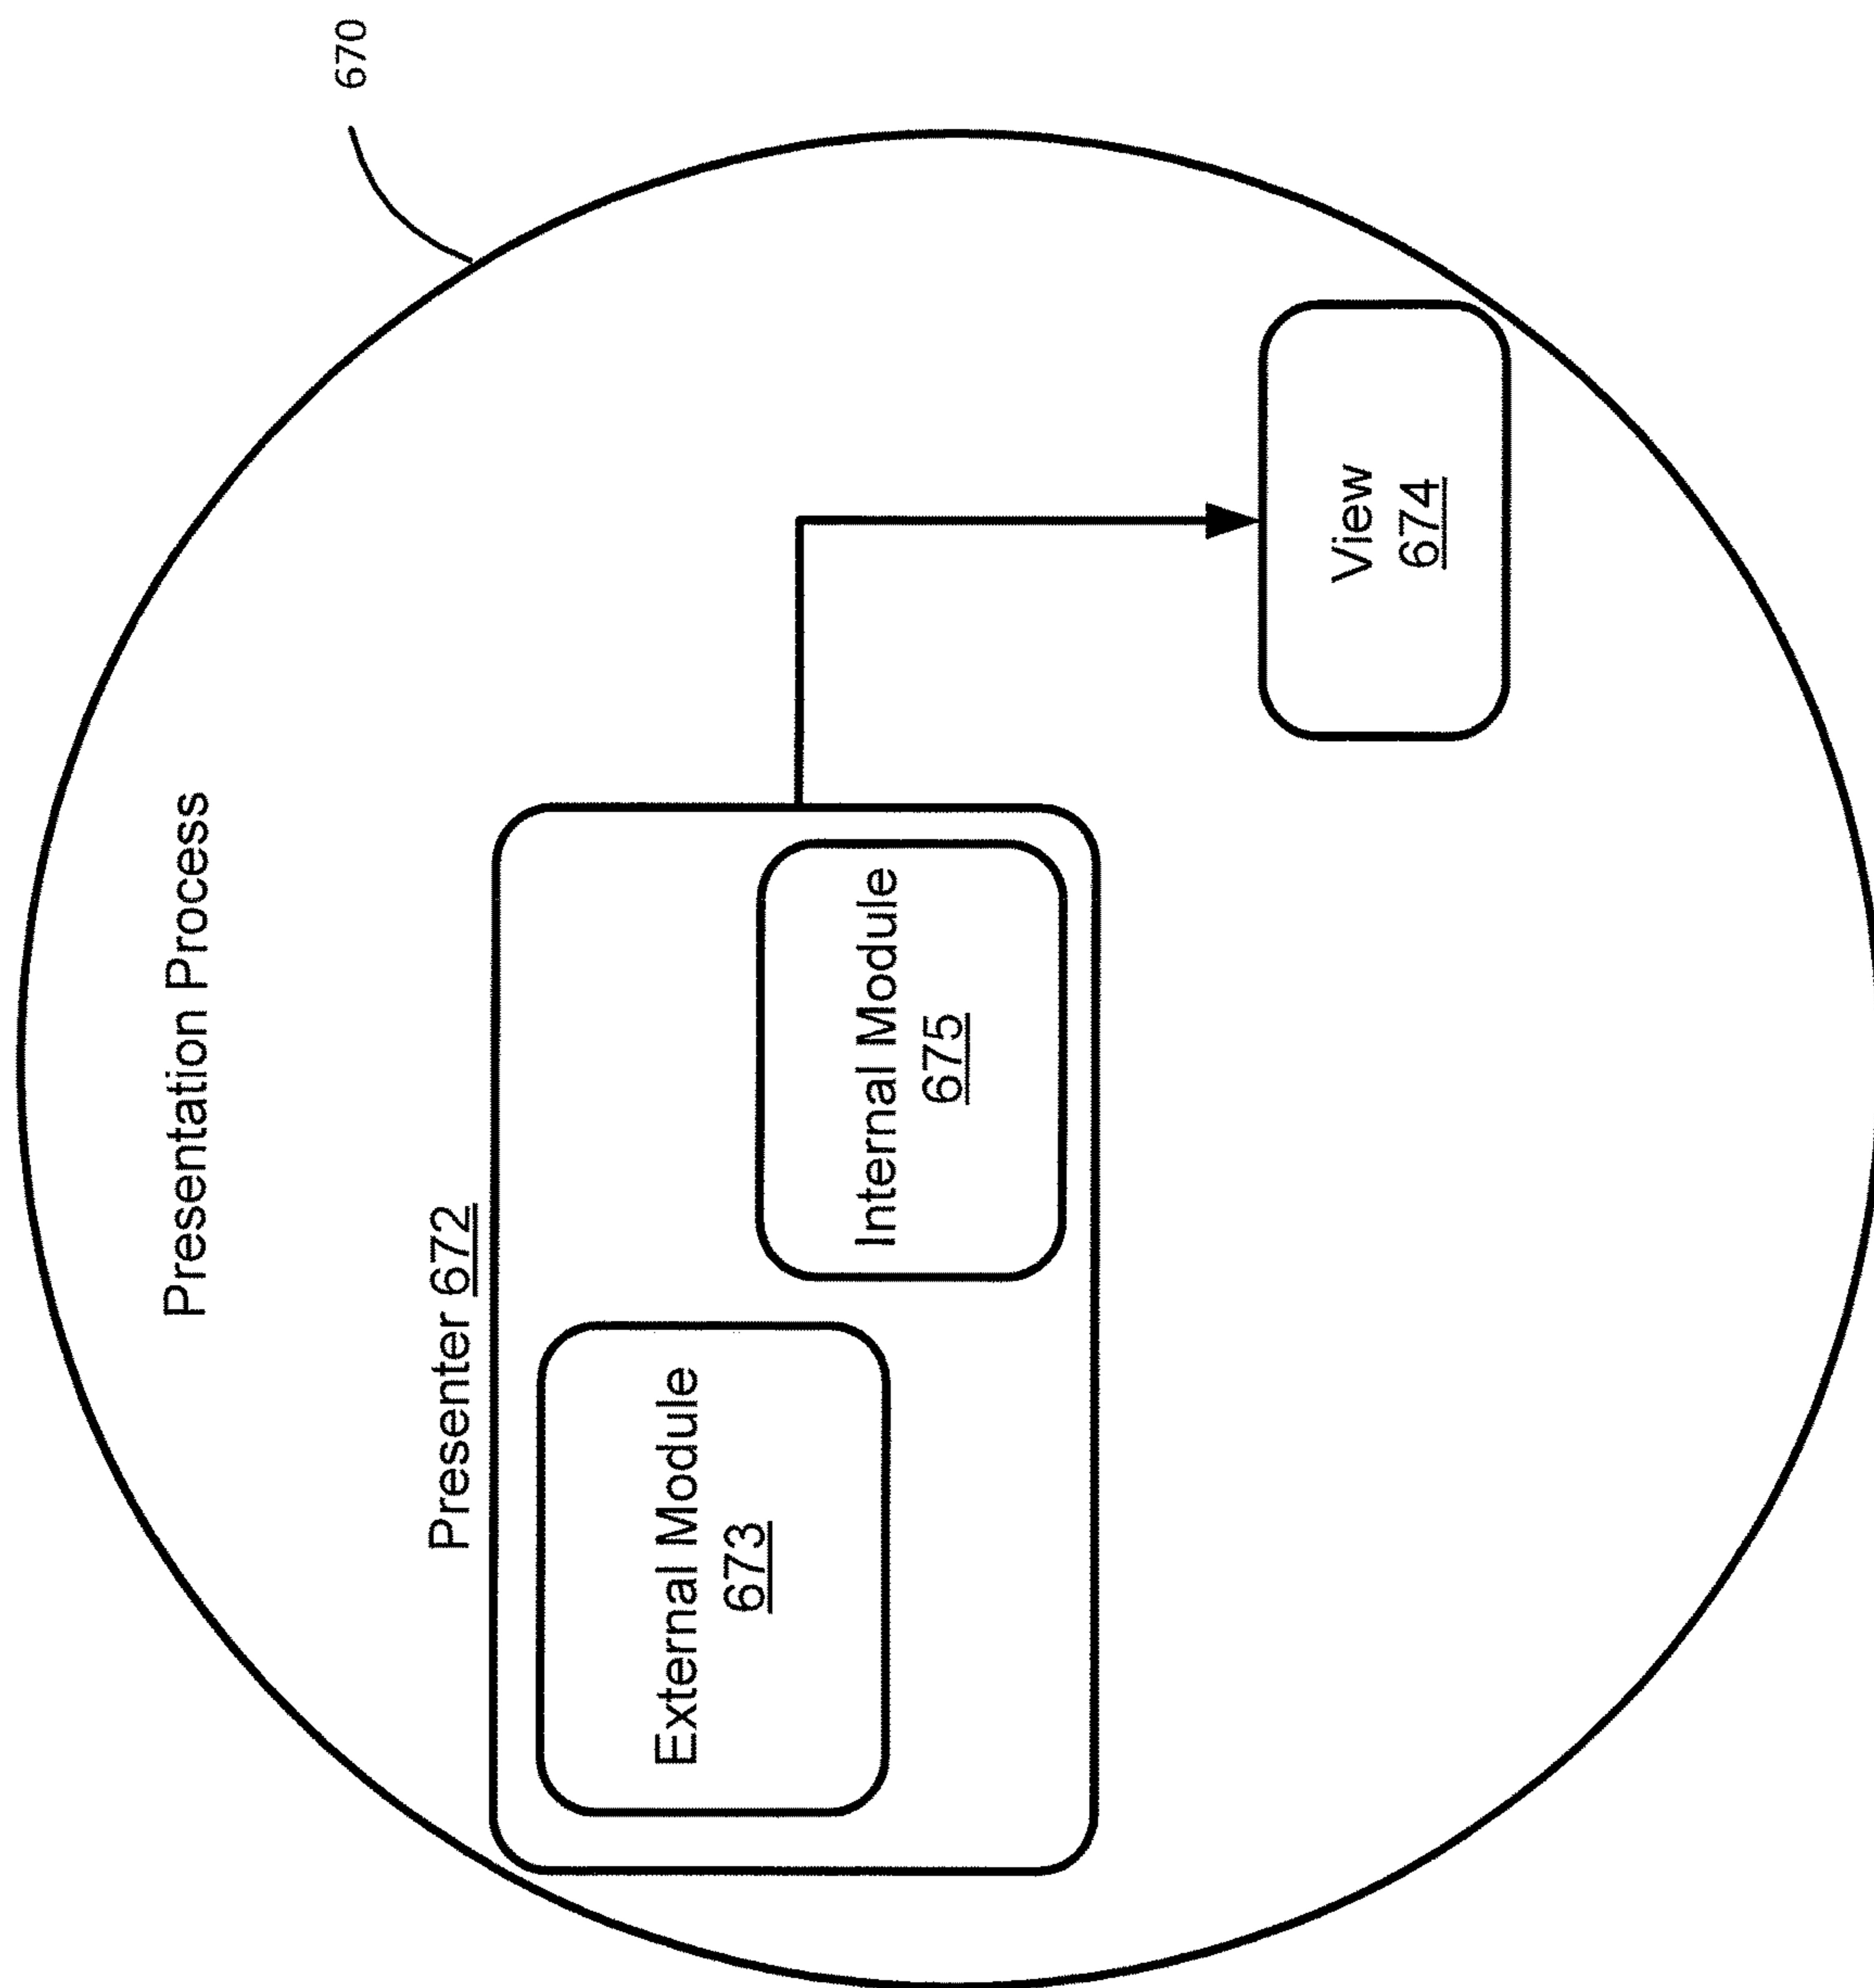 670
Presentation Process
Presenter 672
External Module
673
Internal Module
675
View
674